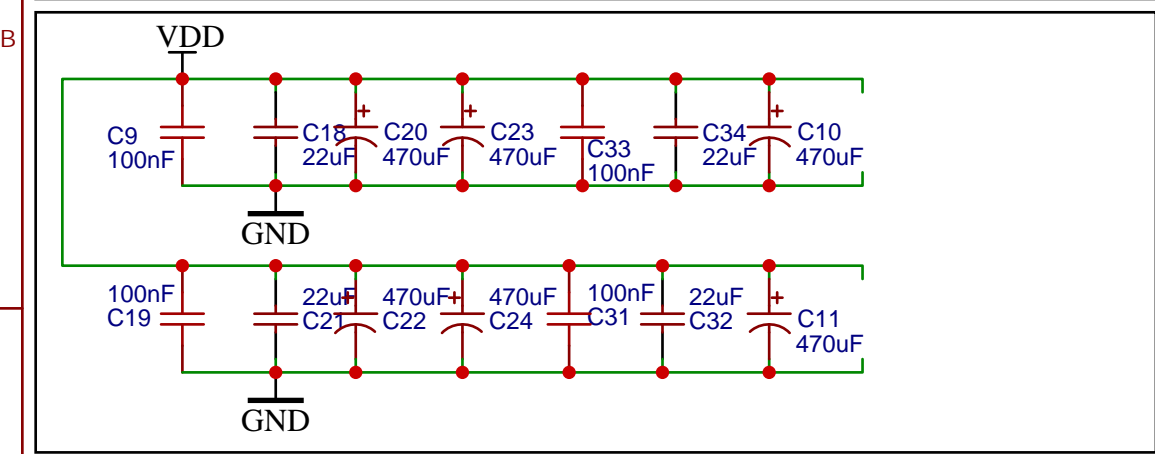 B
VDD
C9
100nF
C18
22uF
C20
470uF
C23
470uF
C33
100nF
C34
22uF
C10
470uF
GND
100nF
C19
22uF
C21
470uF
C22
470uF
C24
100nF
C31
22uF
C32
C11
470uF
GND